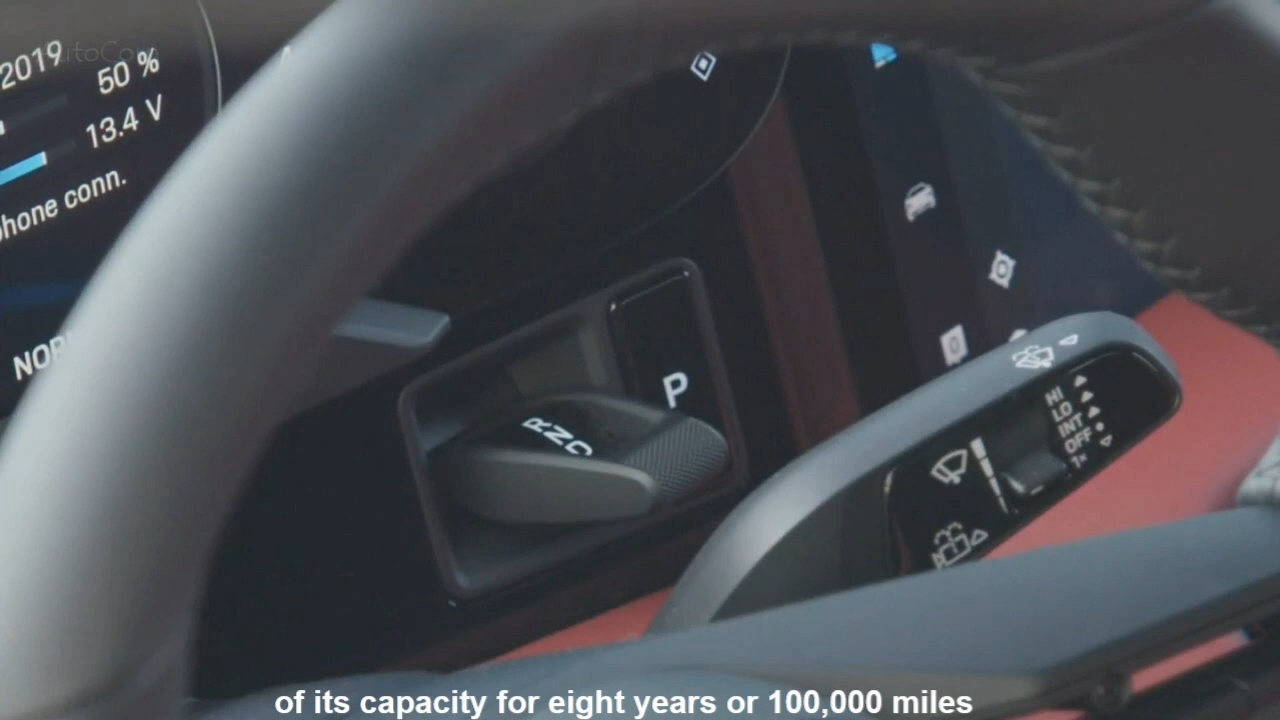 2019
50 %
13.4 V
phone conn.
P
R
N
D
HI
LO
INT
OFF
1x
of its capacity for eight years or 100,000 miles